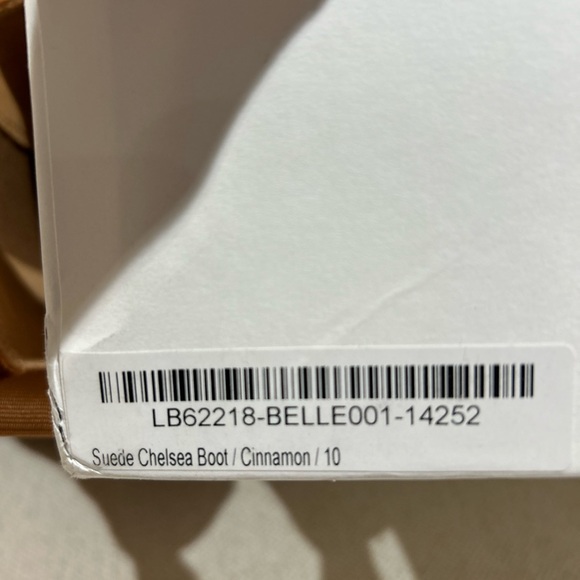 LB62218-BELLE001-14252
Suede Chelsea Boot / Cinnamon / 10